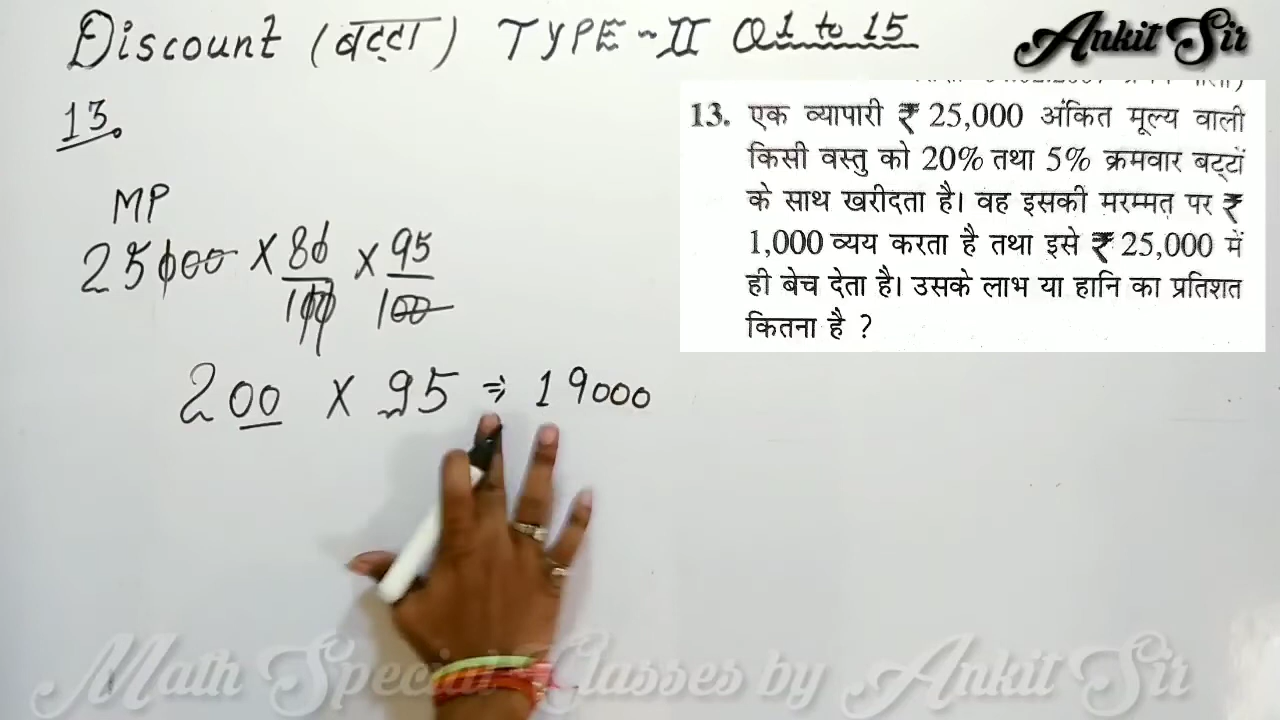 Discount (बट्टा) TYPE-II Q 1 to 15
Ankit Sir
13.
13. एक व्यापारी ₹ 25,000 अंकित मूल्य वाली
किसी वस्तु को 20% तथा 5% क्रमवार बट्टों
के साथ खरीदता है। वह इसकी मरम्मत पर ₹
1,000 व्यय करता है तथा इसे ₹ 25,000 में
ही बेच देता है। उसके लाभ या हानि का प्रतिशत
कितना है ?
MP
25000 × 80/100 × 95/100
200 × 95 ⇒ 19000
Math Special Classes by Ankit Sir